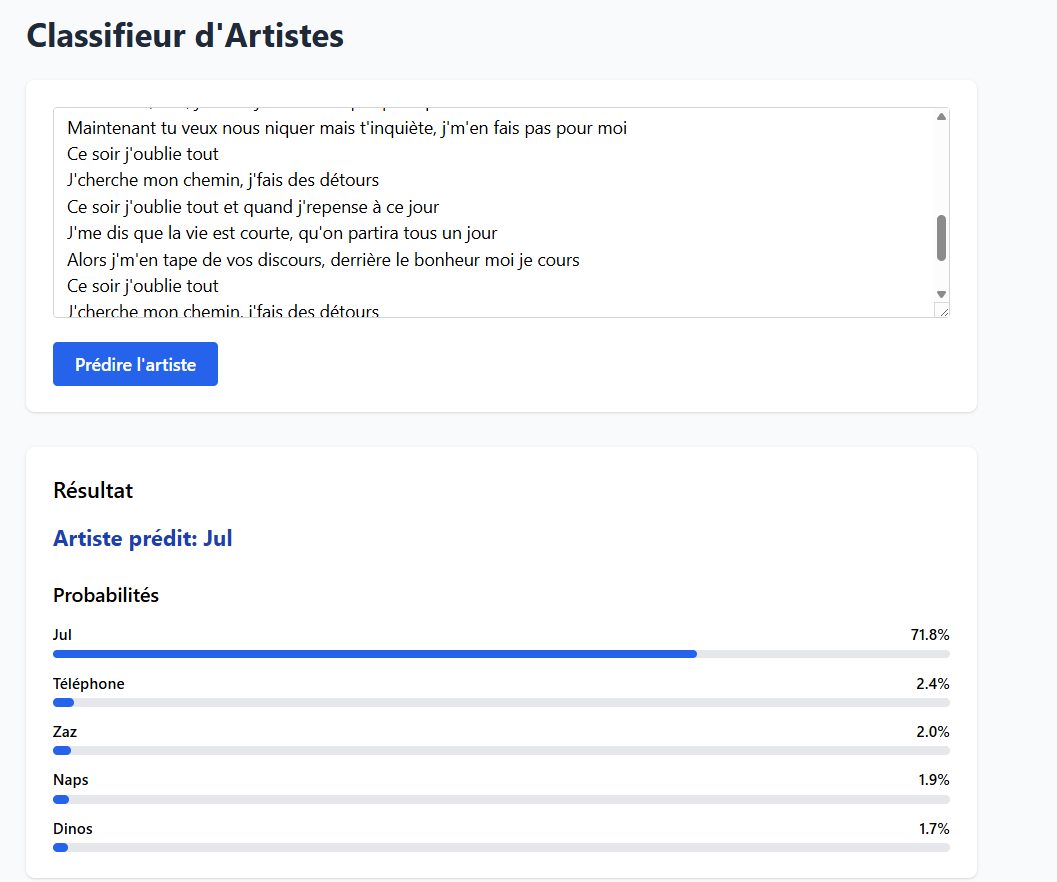 Classifieur d'Artistes
Maintenant tu veux nous niquer mais t'inquiète, j'm'en fais pas pour moi
Ce soir j'oublie tout
J'cherche mon chemin, j'fais des détours
Ce soir j'oublie tout et quand j'repense à ce jour
J'me dis que la vie est courte, qu'on partira tous un jour
Alors j'm'en tape de vos discours, derrière le bonheur moi je cours
Ce soir j'oublie tout
J'cherche mon chemin, j'fais des détours
Prédire l'artiste
Résultat
Artiste prédit: Jul
Probabilités
Jul 71.8%
Téléphone 2.4%
Zaz 2.0%
Naps 1.9%
Dinos 1.7%